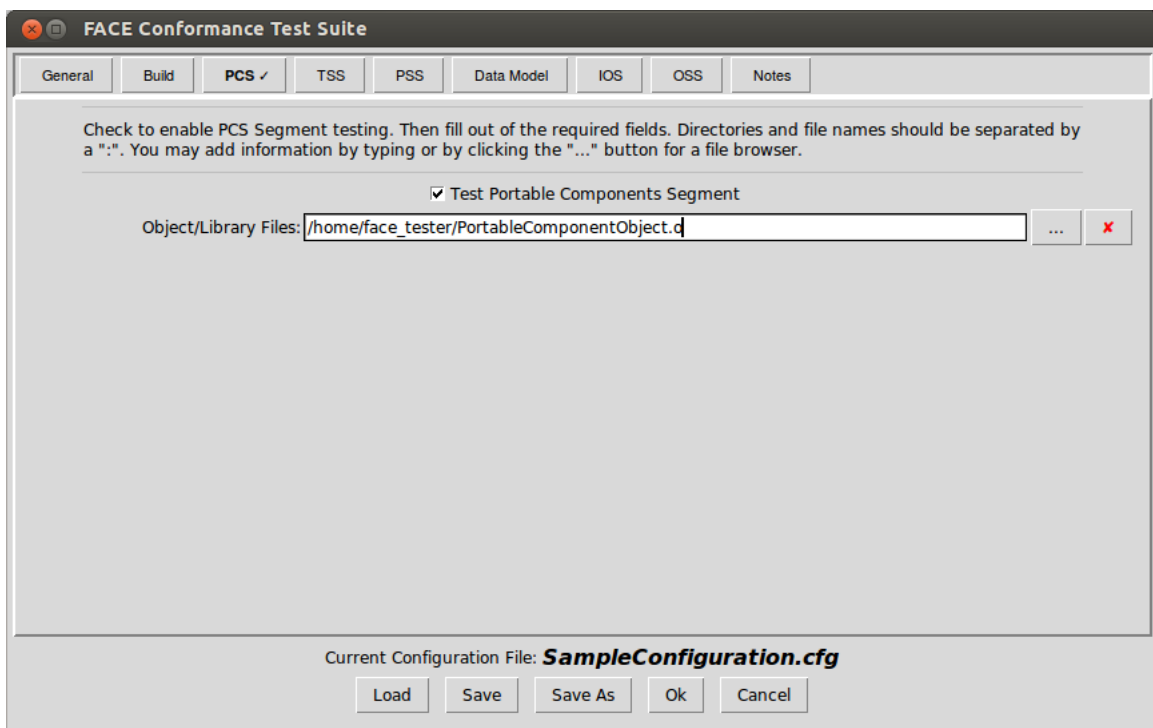 FACE Conformance Test Suite
General Build PCS ✓ TSS PSS Data Model IOS OSS Notes
Check to enable PCS Segment testing. Then fill out of the required fields. Directories and file names should be separated by
a ":". You may add information by typing or by clicking the "..." button for a file browser.
Test Portable Components Segment
Object/Library Files: /home/face_tester/PortableComponentObject.o ...
Current Configuration File: SampleConfiguration.cfg
Load Save Save As Ok Cancel